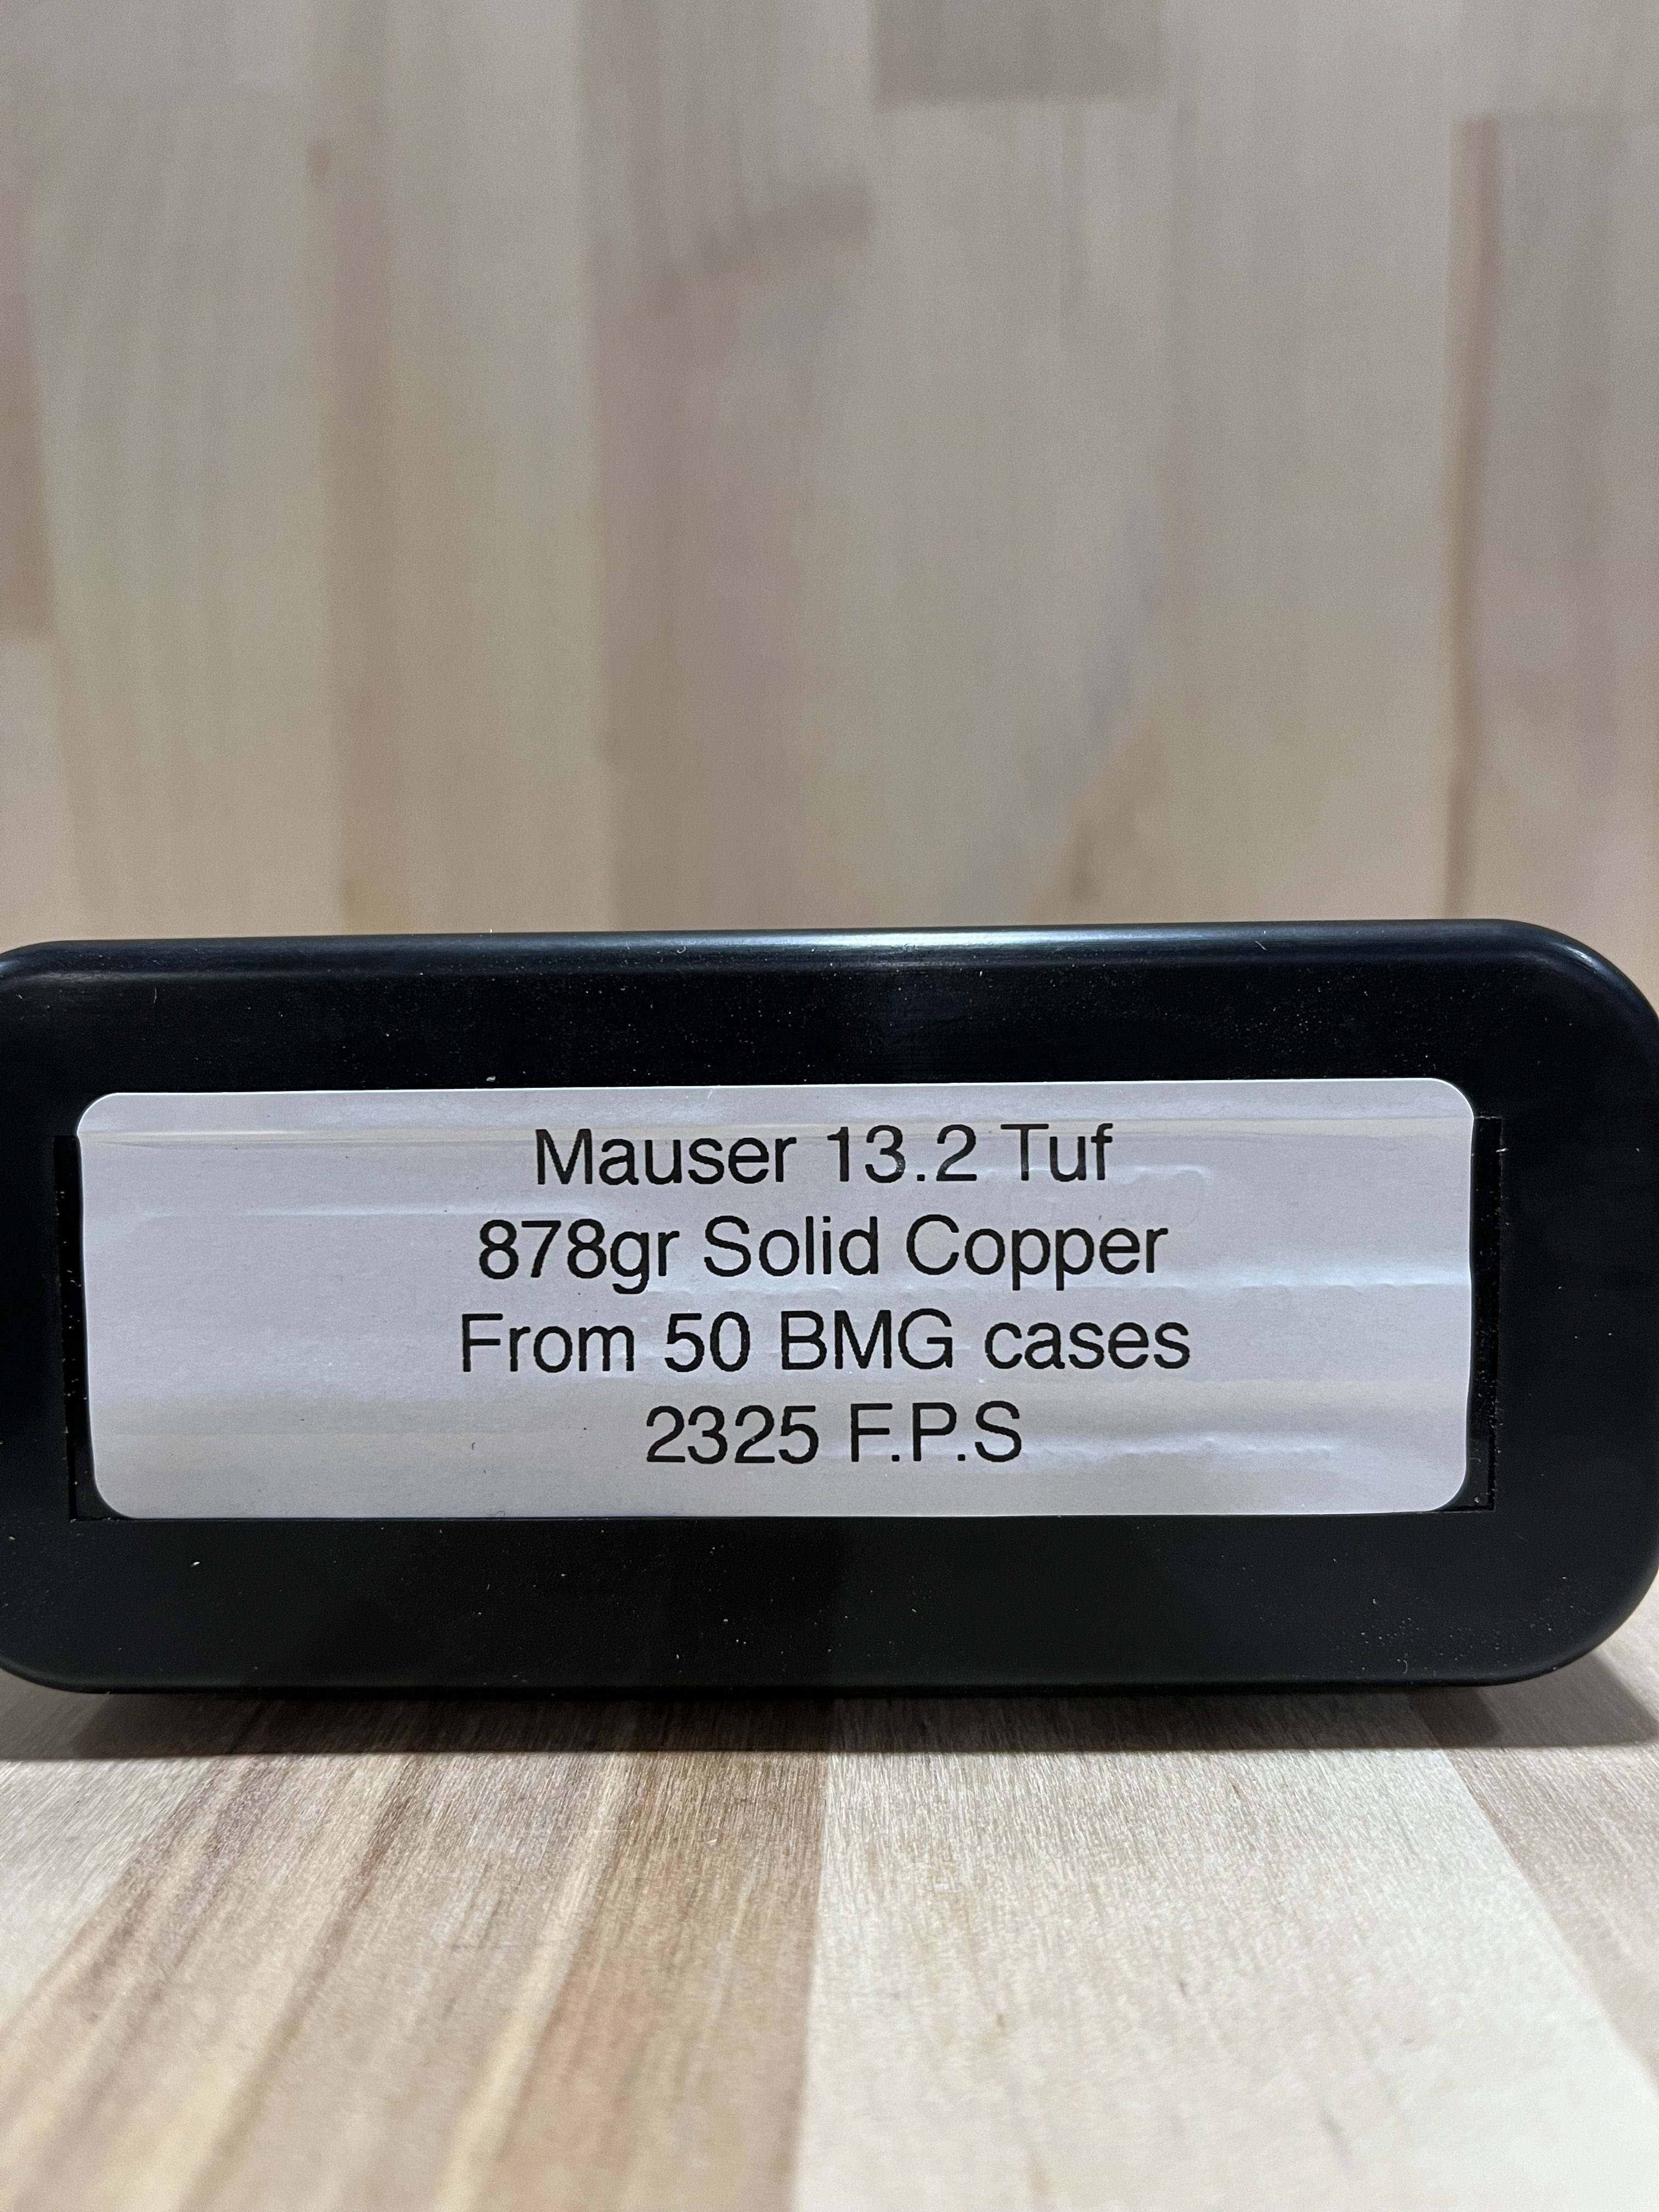 Mauser 13.2 Tuf
878gr Solid Copper
From 50 BMG cases
2325 F.P.S